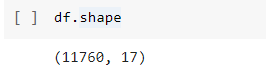 [ ] df.shape
(11760, 17)